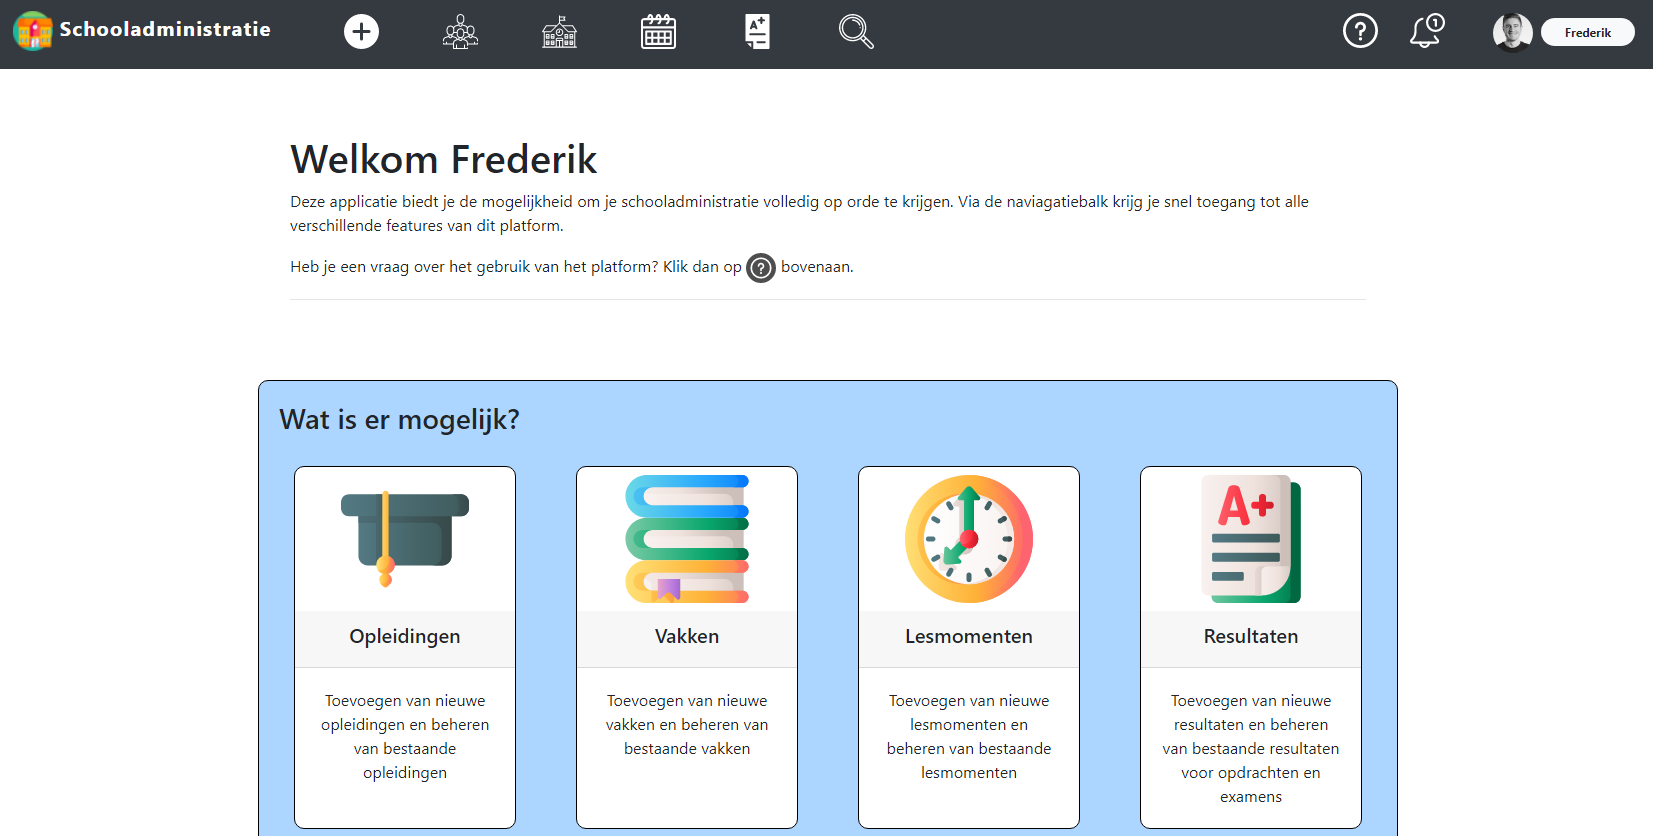 Schooladministratie
A+
1
Frederik
Welkom Frederik
Deze applicatie biedt je de mogelijkheid om je schooladministratie volledig op orde te krijgen. Via de naviagatiebalk krijg je snel toegang tot alle
verschillende features van dit platform.
Heb je een vraag over het gebruik van het platform? Klik dan op ? bovenaan.
Wat is er mogelijk?
A+
Opleidingen
Vakken
Lesmomenten
Resultaten
Toevoegen van nieuwe
opleidingen en beheren
van bestaande
opleidingen
Toevoegen van nieuwe
vakken en beheren van
bestaande vakken
Toevoegen van nieuwe
lesmomenten en
beheren van bestaande
lesmomenten
Toevoegen van nieuwe
resultaten en beheren
van bestaande resultaten
voor opdrachten en
examens